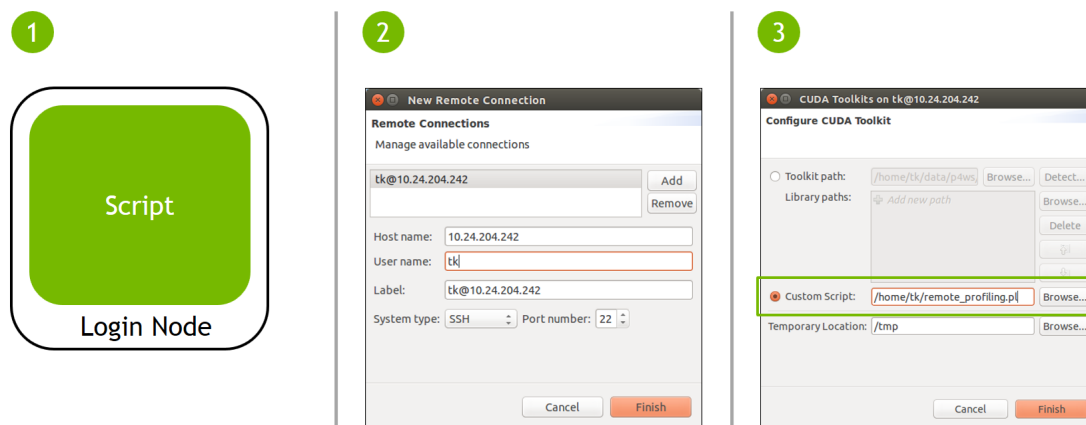 1
Script
Login Node
2
New Remote Connection
Remote Connections
Manage available connections
tk@10.24.204.242
Add
Remove
Host name: 10.24.204.242
User name: tk
Label: tk@10.24.204.242
System type: SSH Port number: 22
Cancel Finish
3
CUDA Toolkits on tk@10.24.204.242
Configure CUDA Toolkit
Toolkit path: /home/tk/data/p4ws, Browse... Detect...
Library paths: Add new path Browse...
Delete
Custom Script: /home/tk/remote_profiling.pl Browse...
Temporary Location: /tmp Browse...
Cancel Finish